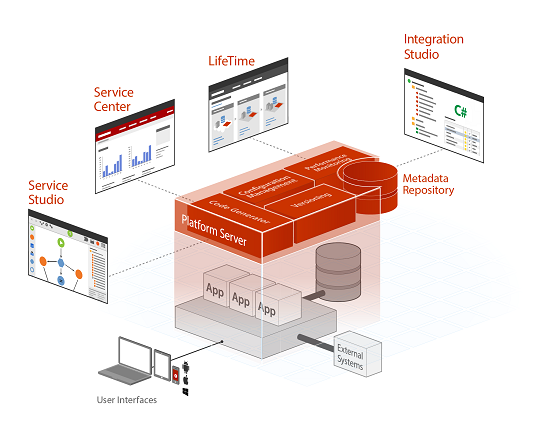 LifeTime
Integration
Studio
C#
Service
Center
Service
Studio
Performance
Monitoring
Configuration
Management
Code Generator
Versioning
Metadata
Repository
Platform Server
App
App
App
External
Systems
User Interfaces